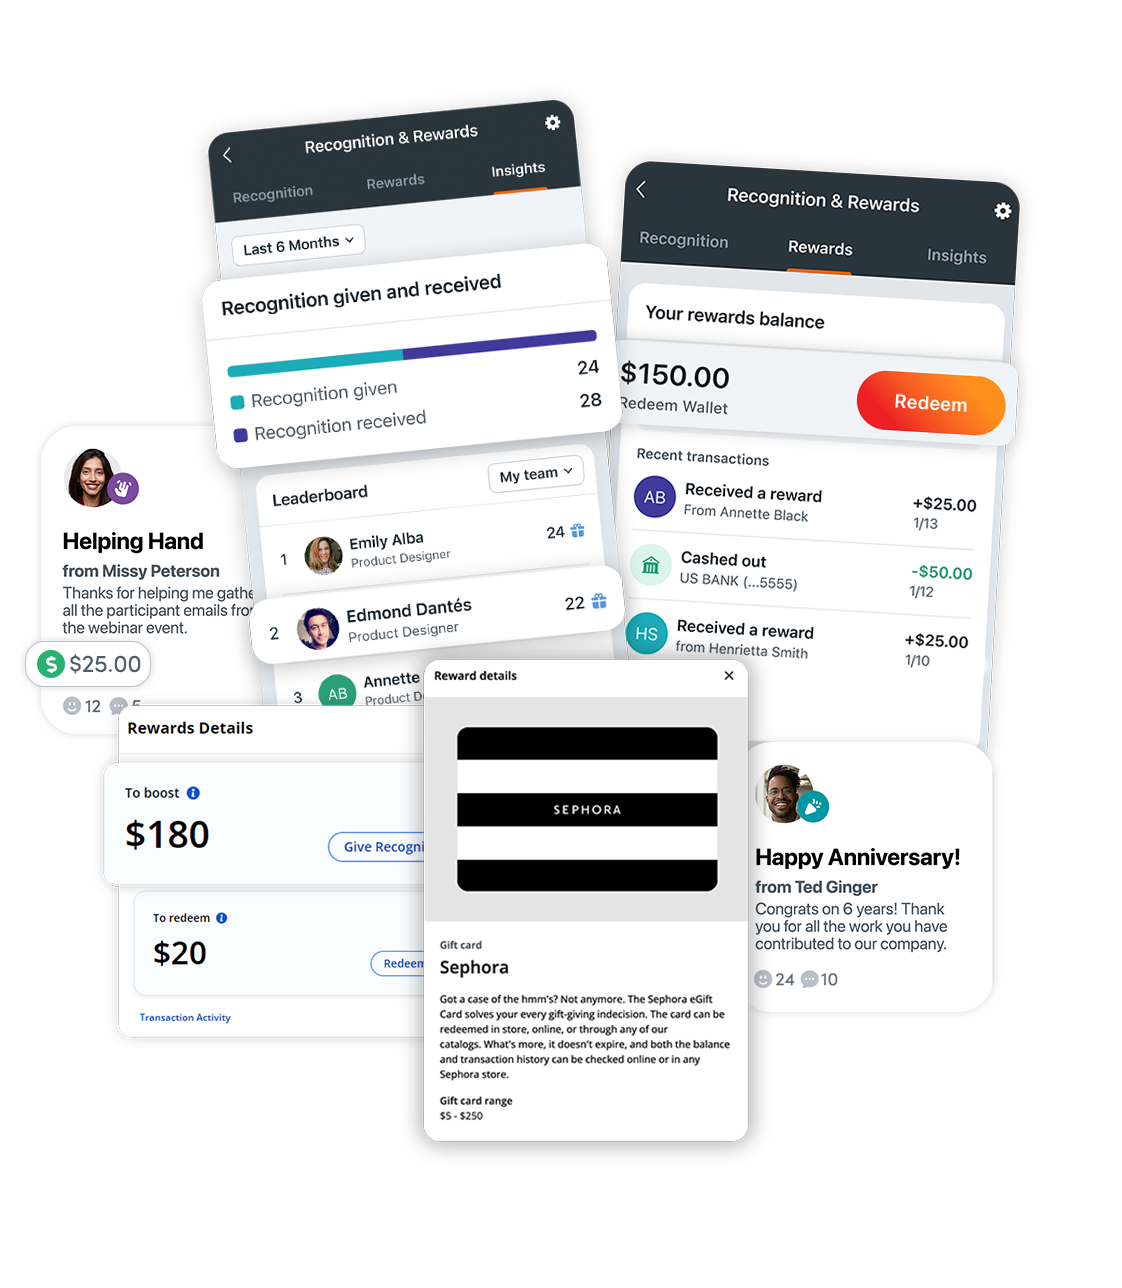 Recognition & Rewards
Recognition
Rewards
Insights
Last 6 Months
Recognition given and received
Recognition given
24
Recognition received
28
Leaderboard
My team
1
Emily Alba
Product Designer
24
2
Edmond Dantés
Product Designer
22
3
AB
Annette
Product
Recognition & Rewards
Recognition
Rewards
Insights
Your rewards balance
$150.00
Redeem Wallet
Redeem
Recent transactions
AB
Received a reward
From Annette Black
+$25.00
1/13
Cashed out
US BANK (...5555)
-$50.00
1/12
HS
Received a reward
from Henrietta Smith
+$25.00
1/10
Helping Hand
from Missy Peterson
Thanks for helping me gathe
all the participant emails from
the webinar event.
$25.00
12
5
Rewards Details
To boost
$180
Give Recogni
To redeem
$20
Redeem
Transaction Activity
Reward details
SEPHORA
Gift card
Sephora
Got a case of the hmm's? Not anymore. The Sephora eGift
Card solves your every gift-giving indecision. The card can be
redeemed in store, online, or through any of our
catalogs. What's more, it doesn't expire, and both the balance
and transaction history can be checked online or in any
Sephora store.
Gift card range
$5 - $250
Happy Anniversary!
from Ted Ginger
Congrats on 6 years! Thank
you for all the work you have
contributed to our company.
24
10